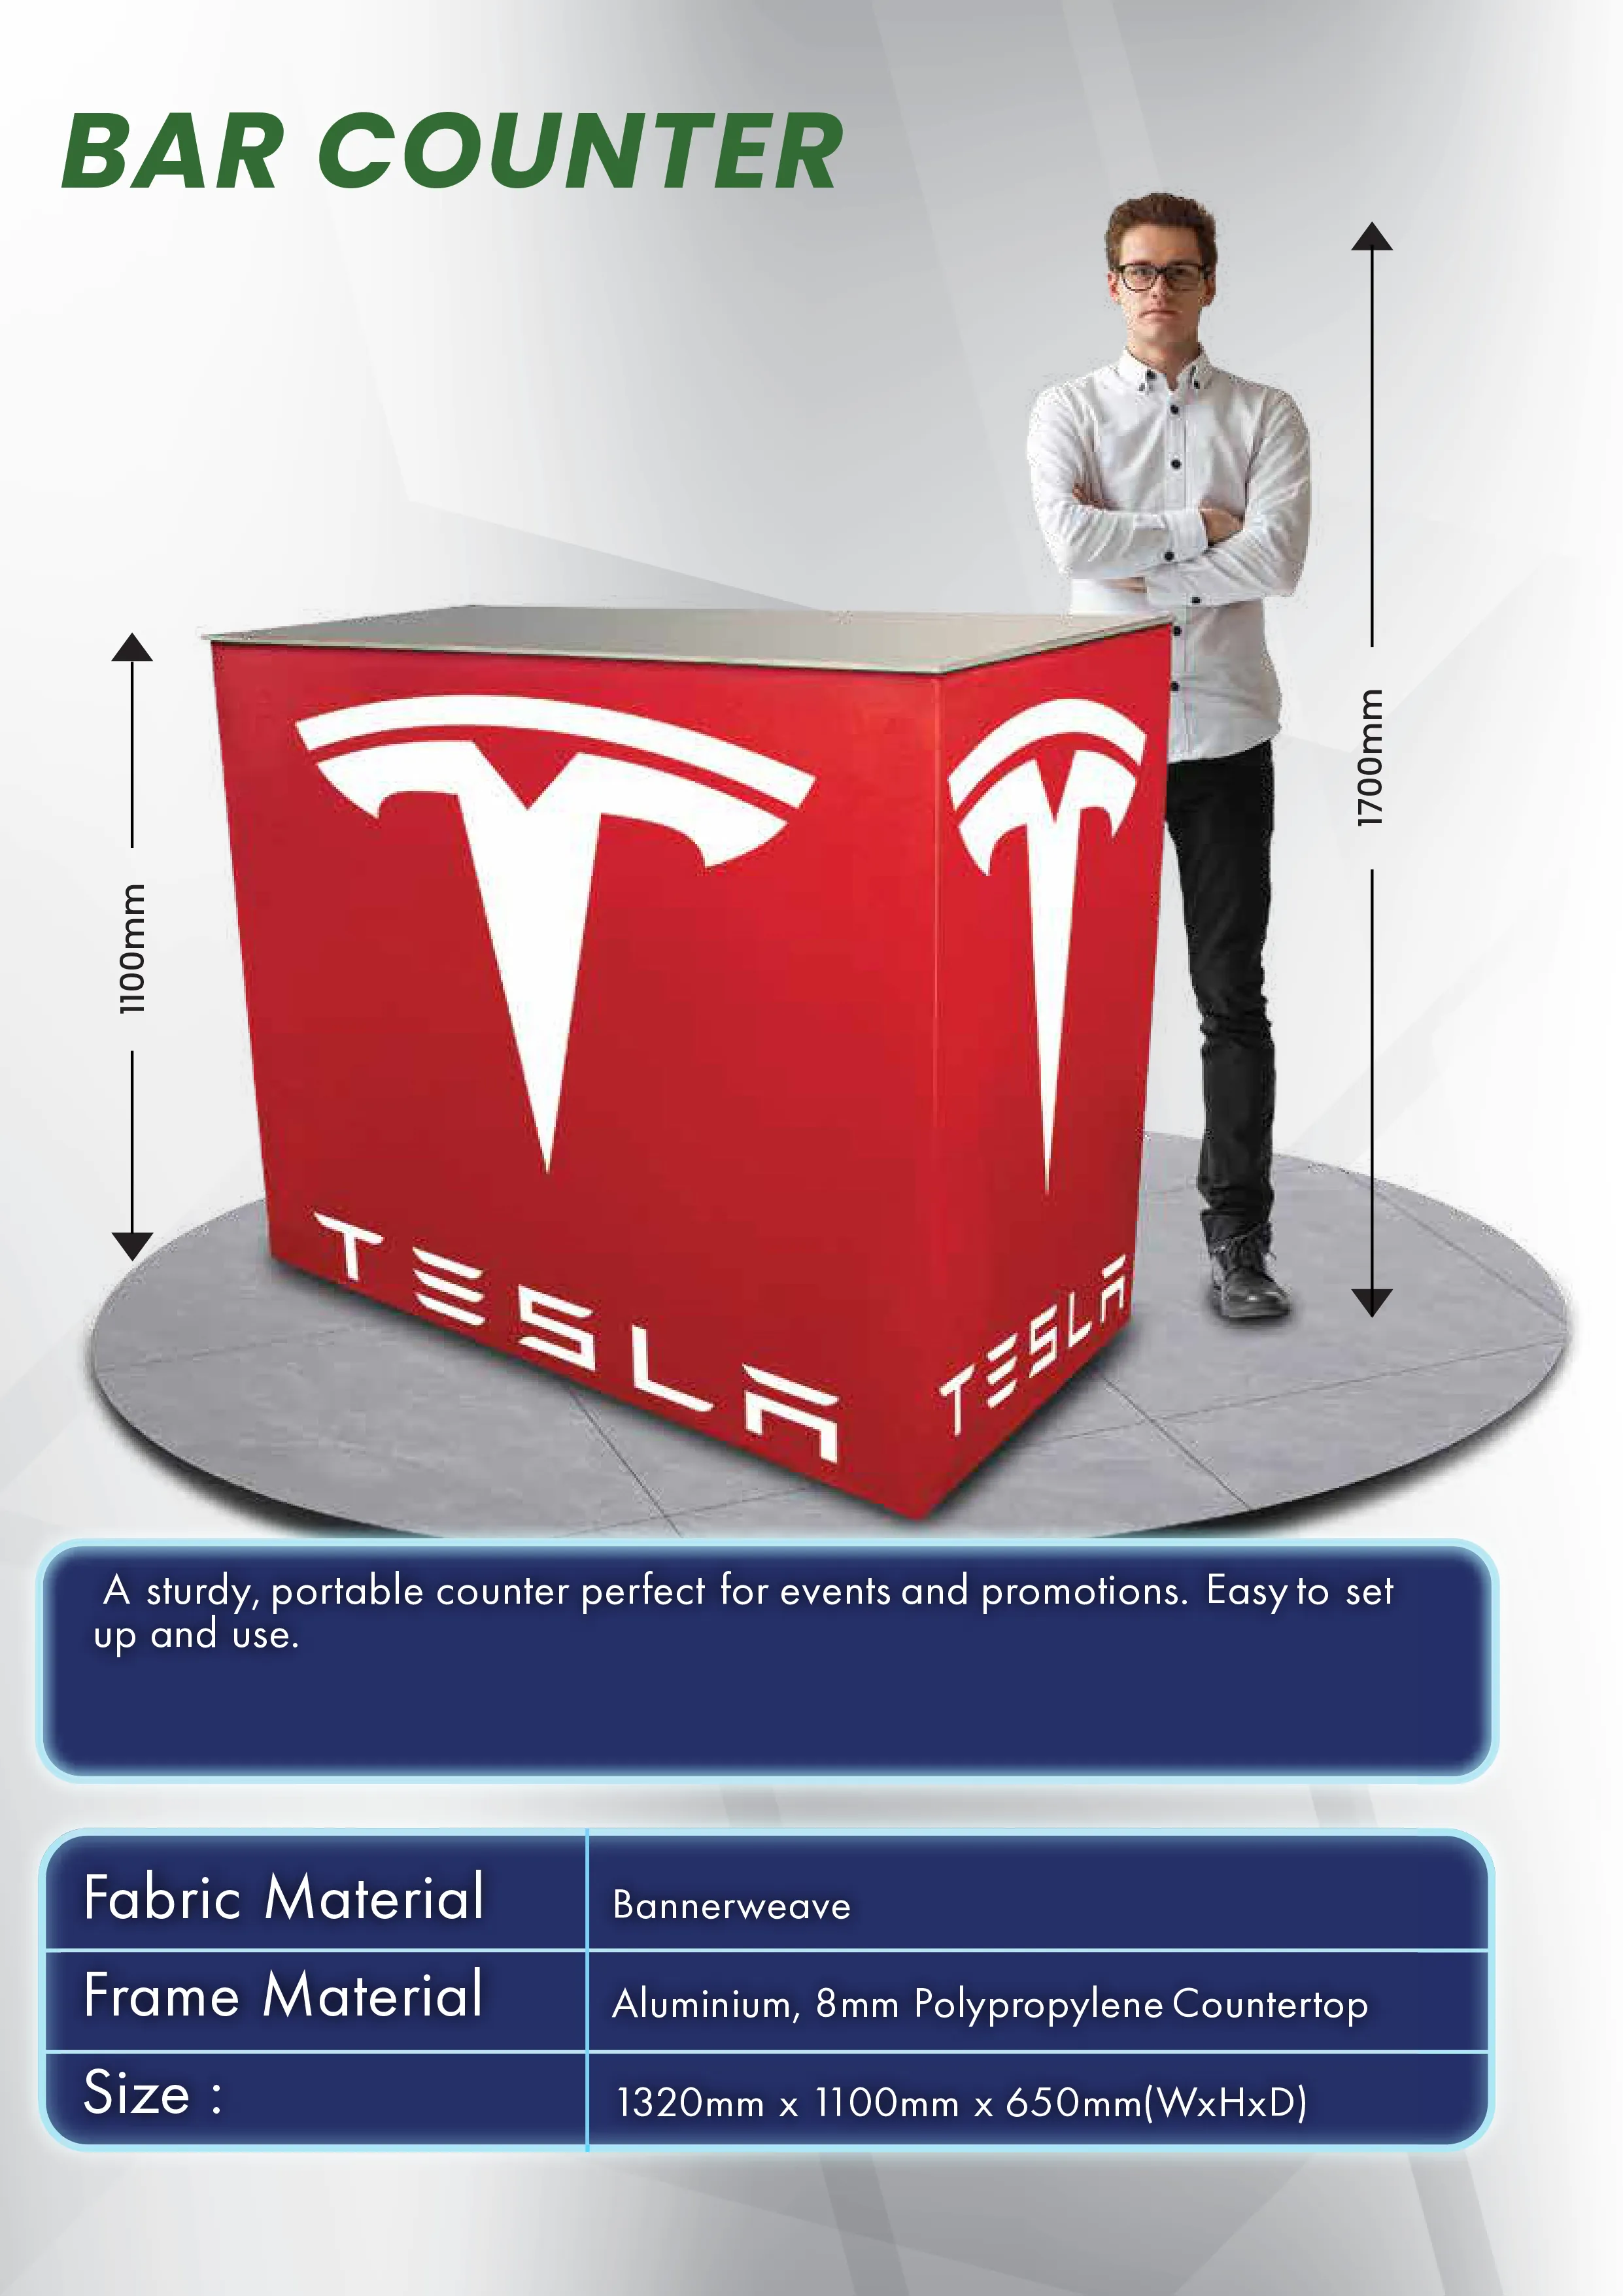 BAR COUNTER
1700mm
1100mm
TESLA
TESLA
A sturdy, portable counter perfect for events and promotions. Easy to set
up and use.
Fabric Material Bannerweave
Frame Material Aluminium, 8mm Polypropylene Countertop
Size : 1320mm x 1100mm x 650mm(WxHxD)